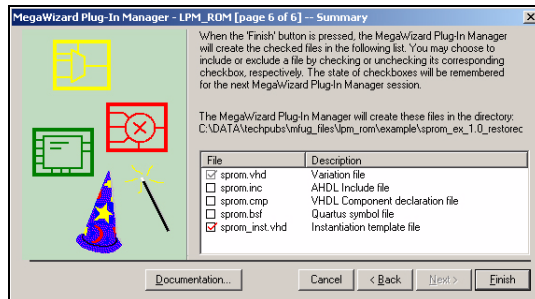 MegaWizard Plug-In Manager - LPM_ROM [page 6 of 6] -- Summary
When the 'Finish' button is pressed, the MegaWizard Plug-In Manager
will create the checked files in the following list. You may choose to
include or exclude a file by checking or unchecking its corresponding
checkbox, respectively. The state of checkboxes will be remembered
for the next MegaWizard Plug-In Manager session.
The MegaWizard Plug-In Manager will create these files in the directory:
C:\DATA\techpubs\mfug_files\lpm_rom\example\sprom_ex_1.0_restorec
File Description
sprom.vhd Variation file
sprom.inc AHDL Include file
sprom.cmp VHDL Component declaration file
sprom.bsf Quartus symbol file
sprom_inst.vhd Instantiation template file
Documentation... Cancel < Back Next > Finish